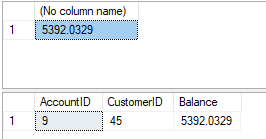 (No column name)
1 5392.0329
AccountID CustomerID Balance
1 9 45 5392.0329